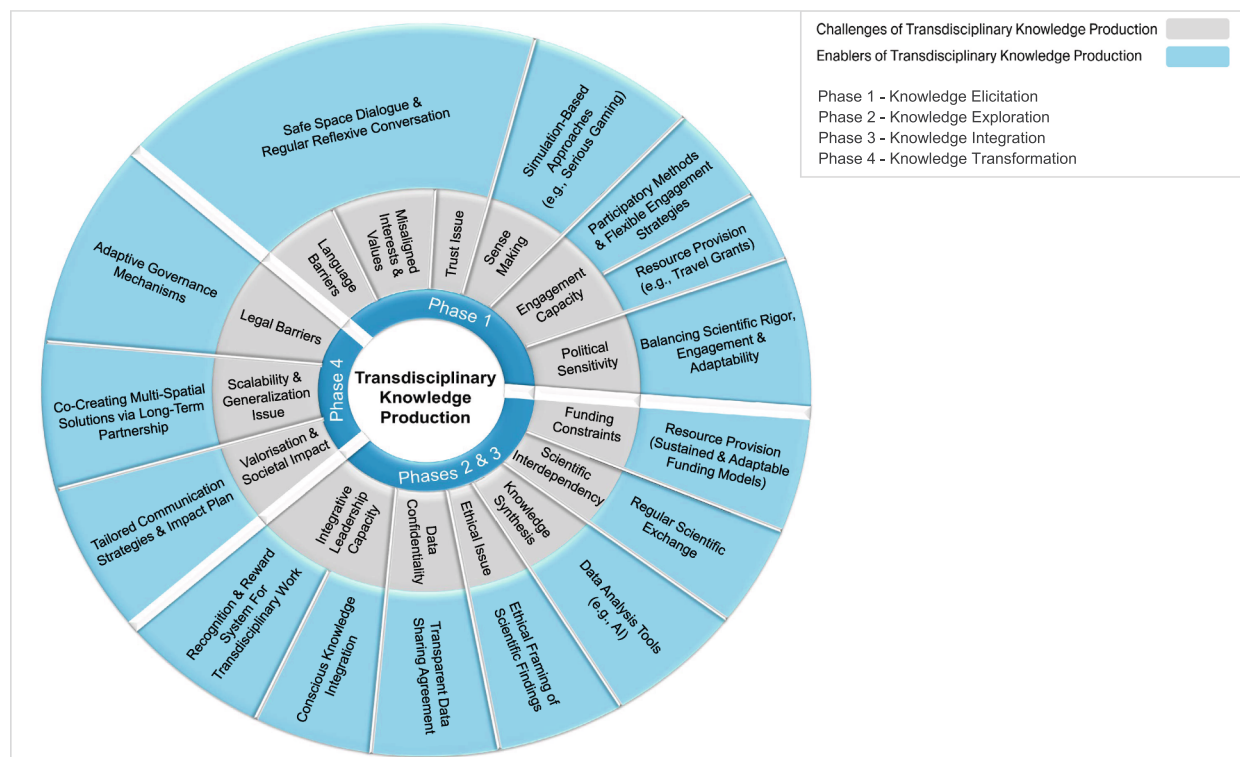 Challenges of Transdisciplinary Knowledge Production
Enablers of Transdisciplinary Knowledge Production
Phase 1 - Knowledge Elicitation
Phase 2 - Knowledge Exploration
Phase 3 - Knowledge Integration
Phase 4 - Knowledge Transformation
Transdisciplinary
Knowledge
Production
Phase 1
Phases 2 & 3
Phase 4
Language
Barriers
Misaligned
Interests &
Values
Trust Issue
Sense
Making
Engagement
Capacity
Political
Sensitivity
Funding
Constraints
Scientific
Interdependency
Knowledge
Synthesis
Ethical Issue
Data
Confidentiality
Integrative
Leadership
Capacity
Valorisation &
Societal Impact
Scalability &
Generalization
Issue
Legal Barriers
Safe Space Dialogue &
Regular Reflexive Conversation
Simulation-Based
Approaches
(e.g., Serious Gaming)
Participatory Methods
& Flexible Engagement
Strategies
Resource Provision
(e.g., Travel Grants)
Balancing Scientific Rigor,
Engagement &
Adaptability
Resource Provision
(Sustained & Adaptable
Funding Models)
Regular Scientific
Exchange
Data Analysis Tools
(e.g., AI)
Ethical Framing of
Scientific Findings
Transparent Data
Sharing Agreement
Conscious Knowledge
Integration
Recognition & Reward
System For
Transdisciplinary Work
Tailored Communication
Strategies & Impact Plan
Co-Creating Multi-Spatial
Solutions via Long-Term
Partnership
Adaptive Governance
Mechanisms